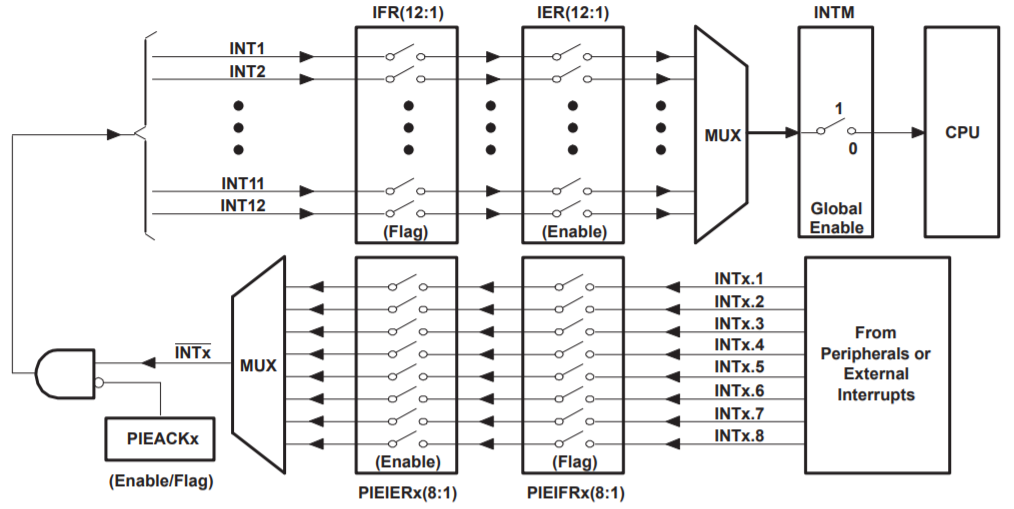 IFR(12:1)
IER(12:1)
INTM
INT1
INT2
INT11
INT12
(Flag)
(Enable)
MUX
1
0
Global
Enable
CPU
INTx.1
INTx.2
INTx.3
INTx.4
INTx.5
INTx.6
INTx.7
INTx.8
From
Peripherals or
External
Interrupts
INTx
MUX
PIEACKx
(Enable/Flag)
(Enable)
(Flag)
PIEIERx(8:1)
PIEIFRx(8:1)